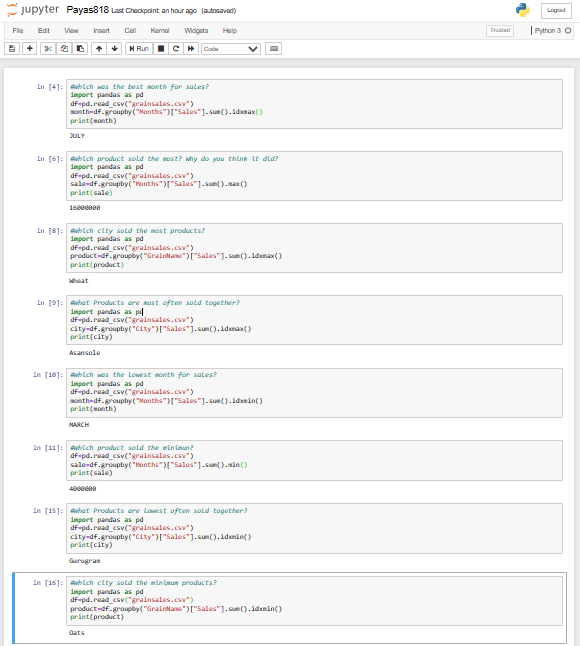 jupyter Payas818 Last Checkpoint: an hour ago (autosaved)
Logout
File Edit View Insert Cell Kernel Widgets Help
Trusted
Python 3
Run
Code
In [4]: #Which was the best month for sales?
import pandas as pd
df=pd.read_csv("grainsales.csv")
month=df.groupby("Months")["Sales"].sum().idxmax()
print(month)
JULY
In [6]: #Which product sold the most? Why do you think it did?
import pandas as pd
df=pd.read_csv("grainsales.csv")
sale=df.groupby("Months")["Sales"].sum().max()
print(sale)
16000000
In [8]: #Which city sold the most products?
import pandas as pd
df=pd.read_csv("grainsales.csv")
product=df.groupby("GrainName")["Sales"].sum().idxmax()
print(product)
Wheat
In [9]: #What Products are most often sold together?
import pandas as pd
df=pd.read_csv("grainsales.csv")
city=df.groupby("City")["Sales"].sum().idxmax()
print(city)
Asansole
In [10]: #Which was the lowest month for sales?
import pandas as pd
df=pd.read_csv("grainsales.csv")
month=df.groupby("Months")["Sales"].sum().idxmin()
print(month)
MARCH
In [11]: #Which product sold the minimun?
df=pd.read_csv("grainsales.csv")
sale=df.groupby("Months")["Sales"].sum().min()
print(sale)
4000000
In [15]: #What Products are Lowest often sold together?
import pandas as pd
df=pd.read_csv("grainsales.csv")
city=df.groupby("City")["Sales"].sum().idxmin()
print(city)
Gurugram
In [16]: #Which city sold the minimum products?
import pandas as pd
df=pd.read_csv("grainsales.csv")
product=df.groupby("GrainName")["Sales"].sum().idxmin()
print(product)
Oats